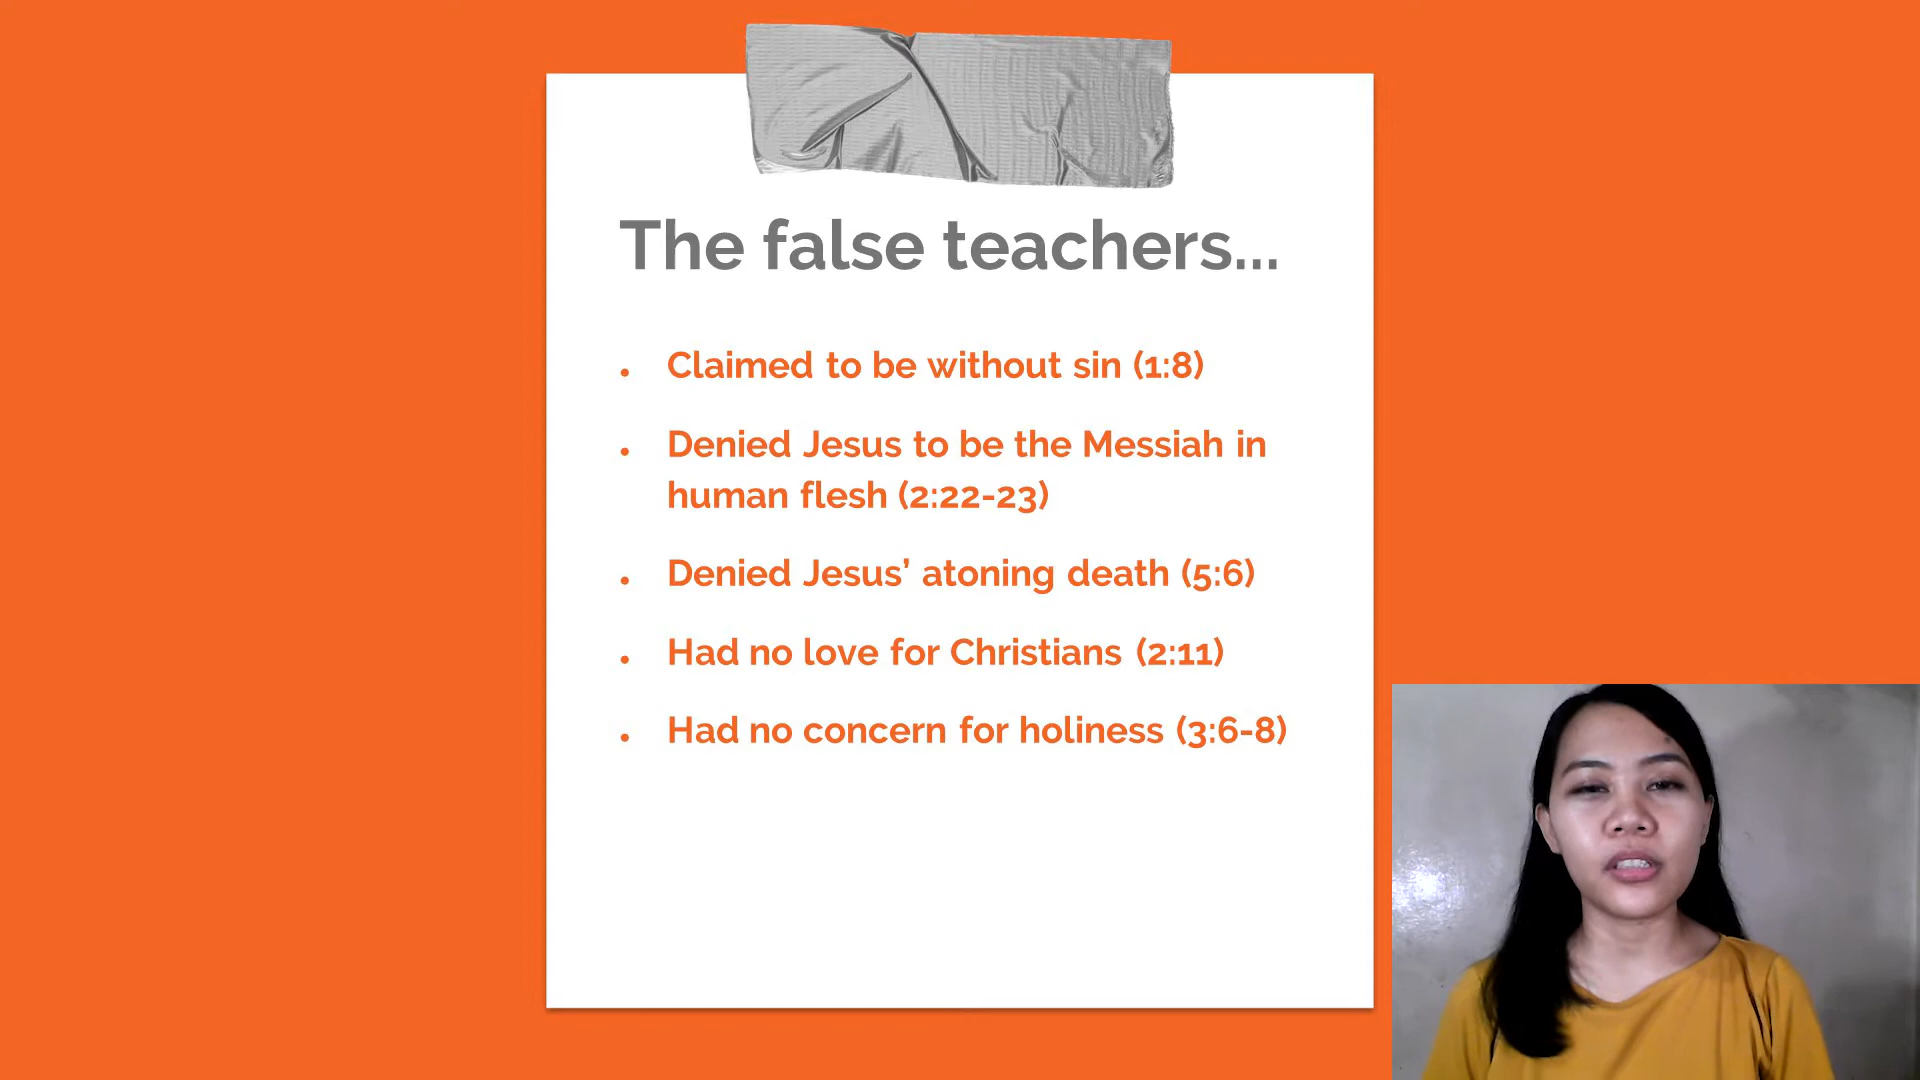 The false teachers...
• Claimed to be without sin (1:8)
• Denied Jesus to be the Messiah in
human flesh (2:22-23)
• Denied Jesus’ atoning death (5:6)
• Had no love for Christians (2:11)
• Had no concern for holiness (3:6-8)